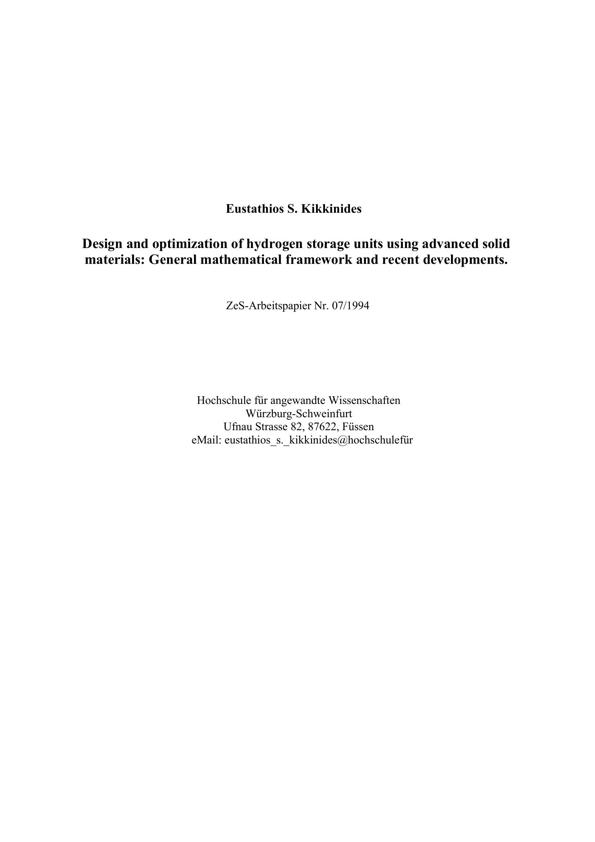 Eustathios S. Kikkinides
Design and optimization of hydrogen storage units using advanced solid
materials: General mathematical framework and recent developments.
ZeS-Arbeitspapier Nr. 07/1994
Hochschule für angewandte Wissenschaften
Würzburg-Schweinfurt
Ufnau Strasse 82, 87622, Füssen
eMail: eustathios_s._kikkinides@hochschulefür